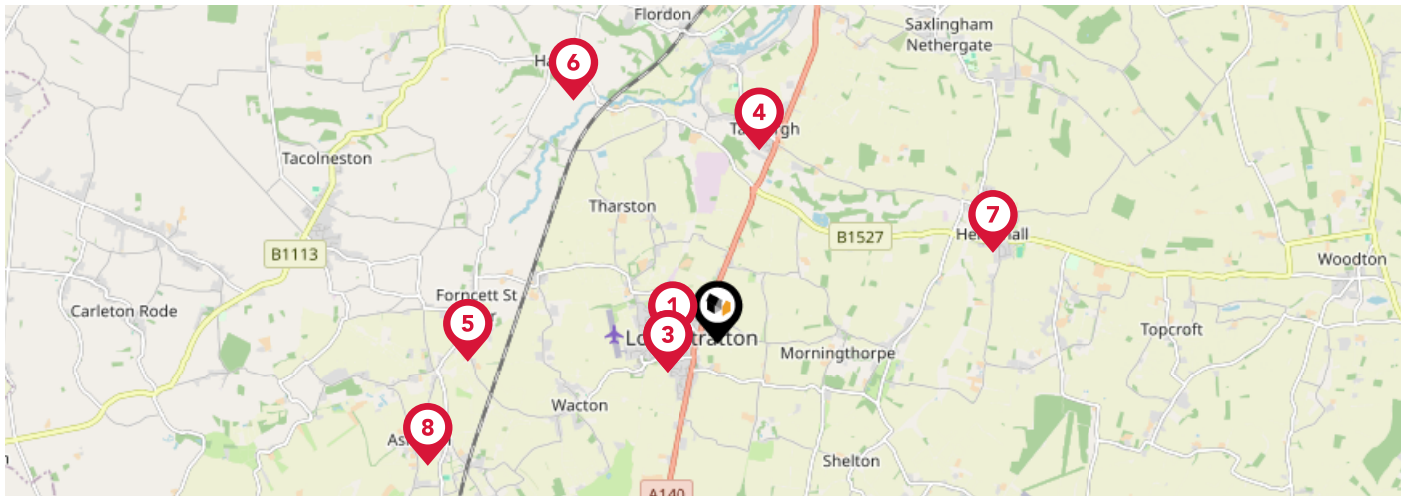 Flordon
Saxlingham
Nethergate
6
4
Tacolneston
Tharston
7
B1527
B1113
Woodton
Forncett St
Carleton Rode
1
5
3
Topcroft
Morningthorpe
Wacton
8
Shelton
A140